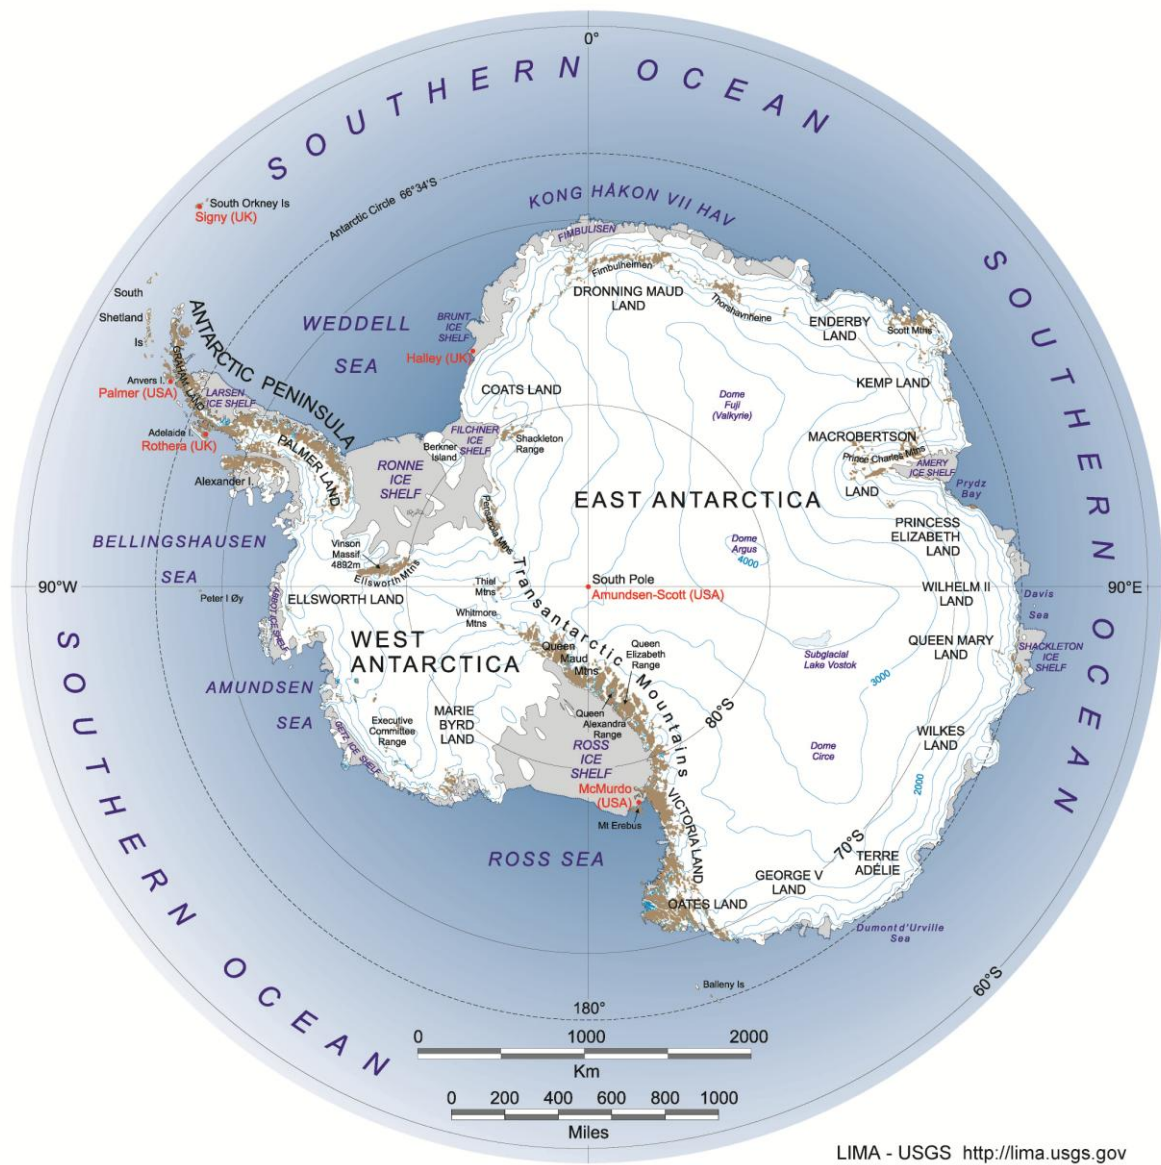 0°
SOUTHERN OCEAN
Antarctic Circle 66°34'S
KONG HÅKON VII HAV
South Orkney Is
Signy (UK)
FIMBULISEN
Fimbulheimen
DRONNING MAUD
LAND
Thorshavnheine
SOUTHERN OCEAN
South
Shetland
Is
ANTARCTIC PENINSULA
WEDDELL
SEA
BRUNT
ICE
SHELF
Halley (UK)
ENDERBY
LAND
Scott Mtns
GRAHAM LAND
Anvers I.
Palmer (USA)
LARSEN
ICE SHELF
COATS LAND
Dome
Fuji
(Valkyrie)
KEMP LAND
Adelaide I.
Rothera (UK)
PALMER LAND
Alexander I.
Berkner
Island
FILCHNER
ICE
SHELF
Shackleton
Range
RONNE
ICE
SHELF
MACROBERTSON
Prince Charles Mtns
LAND
AMERY
ICE SHELF
Prydz
Bay
EAST ANTARCTICA
Pensacola Mtns
PRINCESS
ELIZABETH
LAND
BELLINGSHAUSEN
SEA
Vinson
Massif
4892m
Ellsworth Mtns
Dome
Argus
4000
90°W
Peter I Øy
ABBOT ICE SHELF
ELLSWORTH LAND
Thiel
Mtns
South Pole
Amundsen-Scott (USA)
WILHELM II
LAND
Davis
Sea
90°E
Whitmore
Mtns
Transantarctic Mountains
WEST
ANTARCTICA
Queen
Maud
Mtns
Queen
Elizabeth
Range
Subglacial
Lake Vostok
QUEEN MARY
LAND
SHACKLETON
ICE
SHELF
3000
AMUNDSEN
SEA
GETZ ICE SHELF
Executive
Committee
Range
MARIE
BYRD
LAND
Queen
Alexandra
Range
80°S
ROSS
ICE
SHELF
Dome
Circe
WILKES
LAND
2000
McMurdo
(USA)
Mt Erebus
VICTORIA LAND
ROSS SEA
70°S
TERRE
ADÉLIE
GEORGE V
LAND
OATES LAND
Dumont d'Urville
Sea
SOUTHERN OCEAN
Balleny Is
60°S
180°
0 1000 2000
Km
0 200 400 600 800 1000
Miles
LIMA - USGS http://lima.usgs.gov